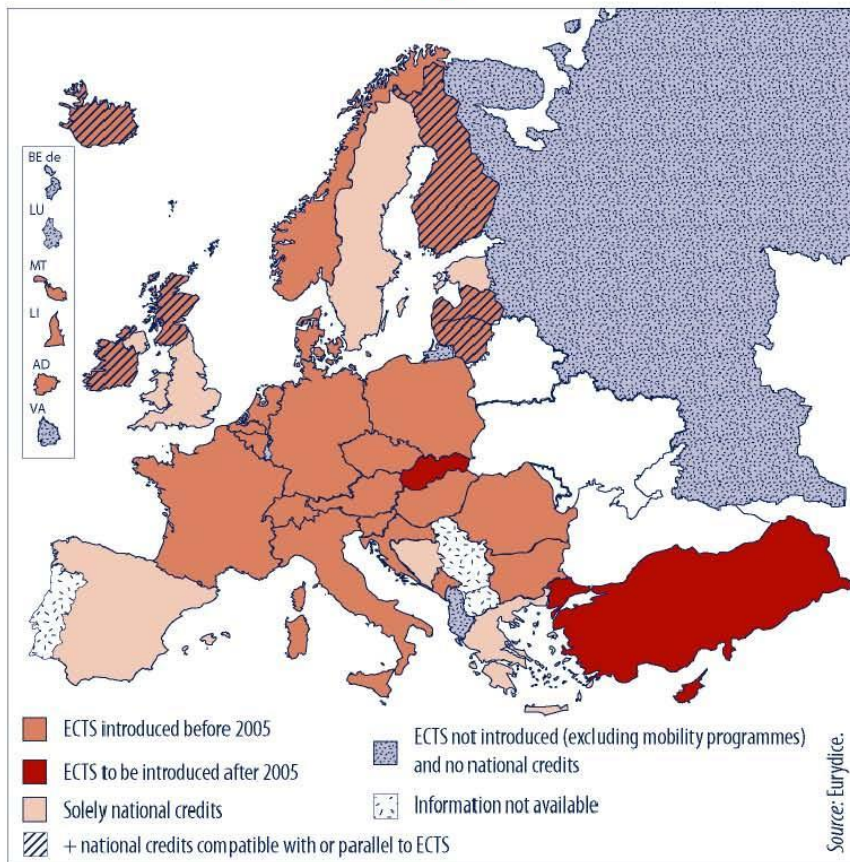 BE de
LU
MT
LI
AD
VA
ECTS introduced before 2005
ECTS to be introduced after 2005
Solely national credits
+ national credits compatible with or parallel to ECTS
ECTS not introduced (excluding mobility programmes)
and no national credits
Information not available
Source: Eurydice.